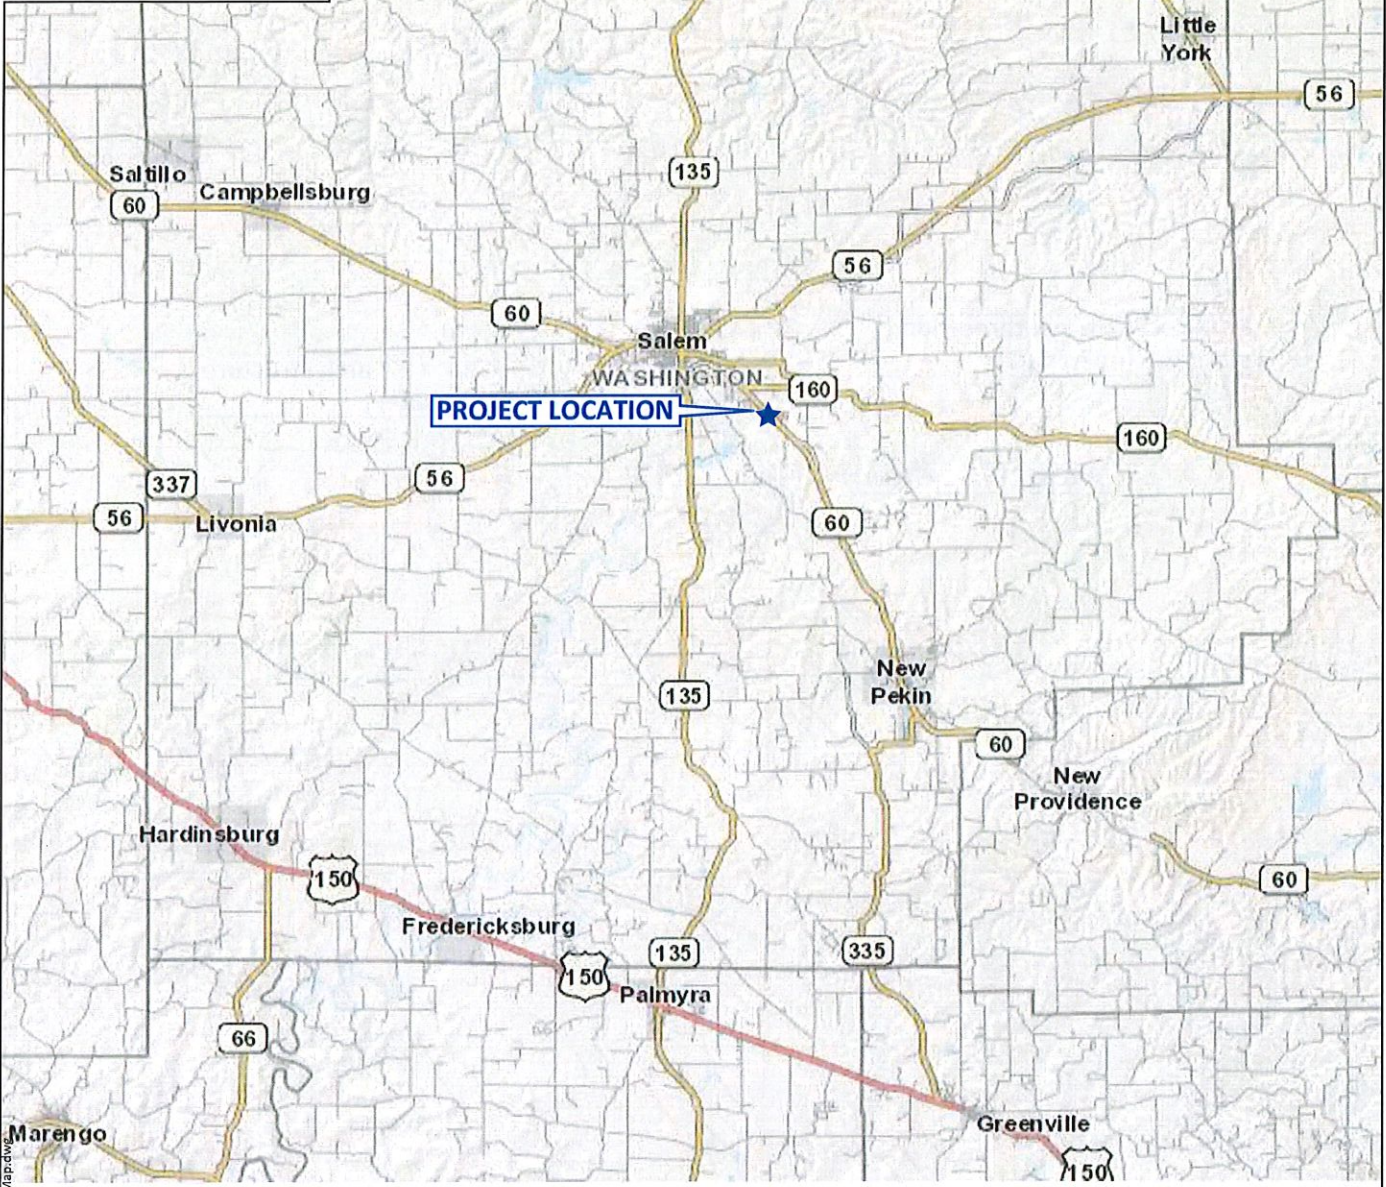 Little
York
56
135
Saltillo
Campbellsburg
60
56
60
Salem
WASHINGTON
160
PROJECT LOCATION
160
337
56
56
Livonia
60
New
Pekin
135
60
New
Providence
Hardinsburg
150
60
Fredericksburg
135
335
150
Palmyra
66
Greenville
Marengo
150
Map.dwg